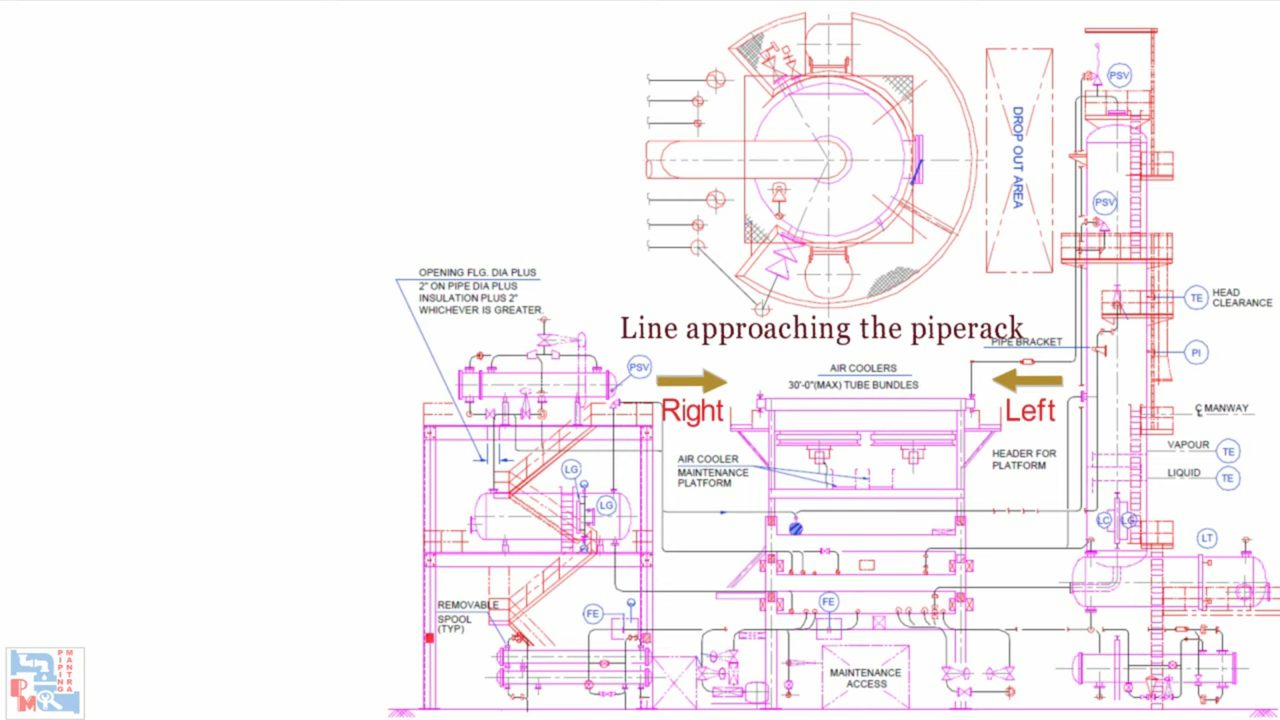 PSV
DROP OUT AREA
PSV
OPENING FLG. DIA PLUS
2" ON PIPE DIA PLUS
INSULATION PLUS 2"
WHICHEVER IS GREATER.
TE
HEAD
CLEARANCE
Line approaching the piperack
PIPE BRACKET
PI
PSV
AIR COOLERS
30'-0"(MAX) TUBE BUNDLES
Right
Left
℄ MANWAY
VAPOUR
TE
LIQUID
TE
AIR COOLER
MAINTENANCE
PLATFORM
HEADER FOR
PLATFORM
LG
LG
LC
LG
LT
REMOVABLE
SPOOL
(TYP)
FE
FE
MAINTENANCE
ACCESS
PIPING
MANTRA
PM